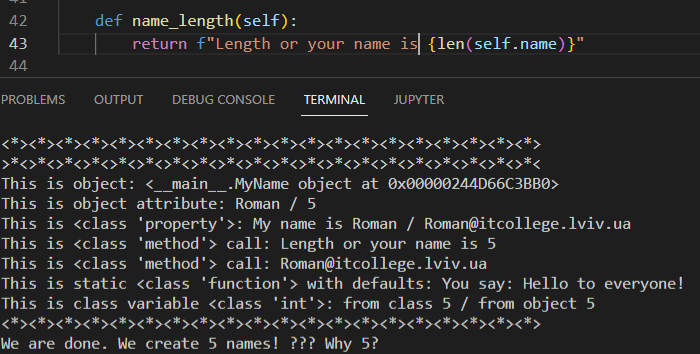 41
42 def name_length(self):
43 return f"Length or your name is {len(self.name)}"
44
PROBLEMS OUTPUT DEBUG CONSOLE TERMINAL JUPYTER
<*><*><*><*><*><*><*><*><*><*><*><*><*><*><*><*><*><*><*><*>
>*<>*<>*<>*<>*<>*<>*<>*<>*<>*<>*<>*<>*<>*<>*<>*<>*<>*<>*<>*<
This is object: <__main__.MyName object at 0x00000244D66C3BB0>
This is object attribute: Roman / 5
This is <class 'property'>: My name is Roman / Roman@itcollege.lviv.ua
This is <class 'method'> call: Length or your name is 5
This is <class 'method'> call: Roman@itcollege.lviv.ua
This is static <class 'function'> with defaults: You say: Hello to everyone!
This is class variable <class 'int'>: from class 5 / from object 5
<*><*><*><*><*><*><*><*><*><*><*><*><*><*><*><*><*><*><*><*>
We are done. We create 5 names! ??? Why 5?